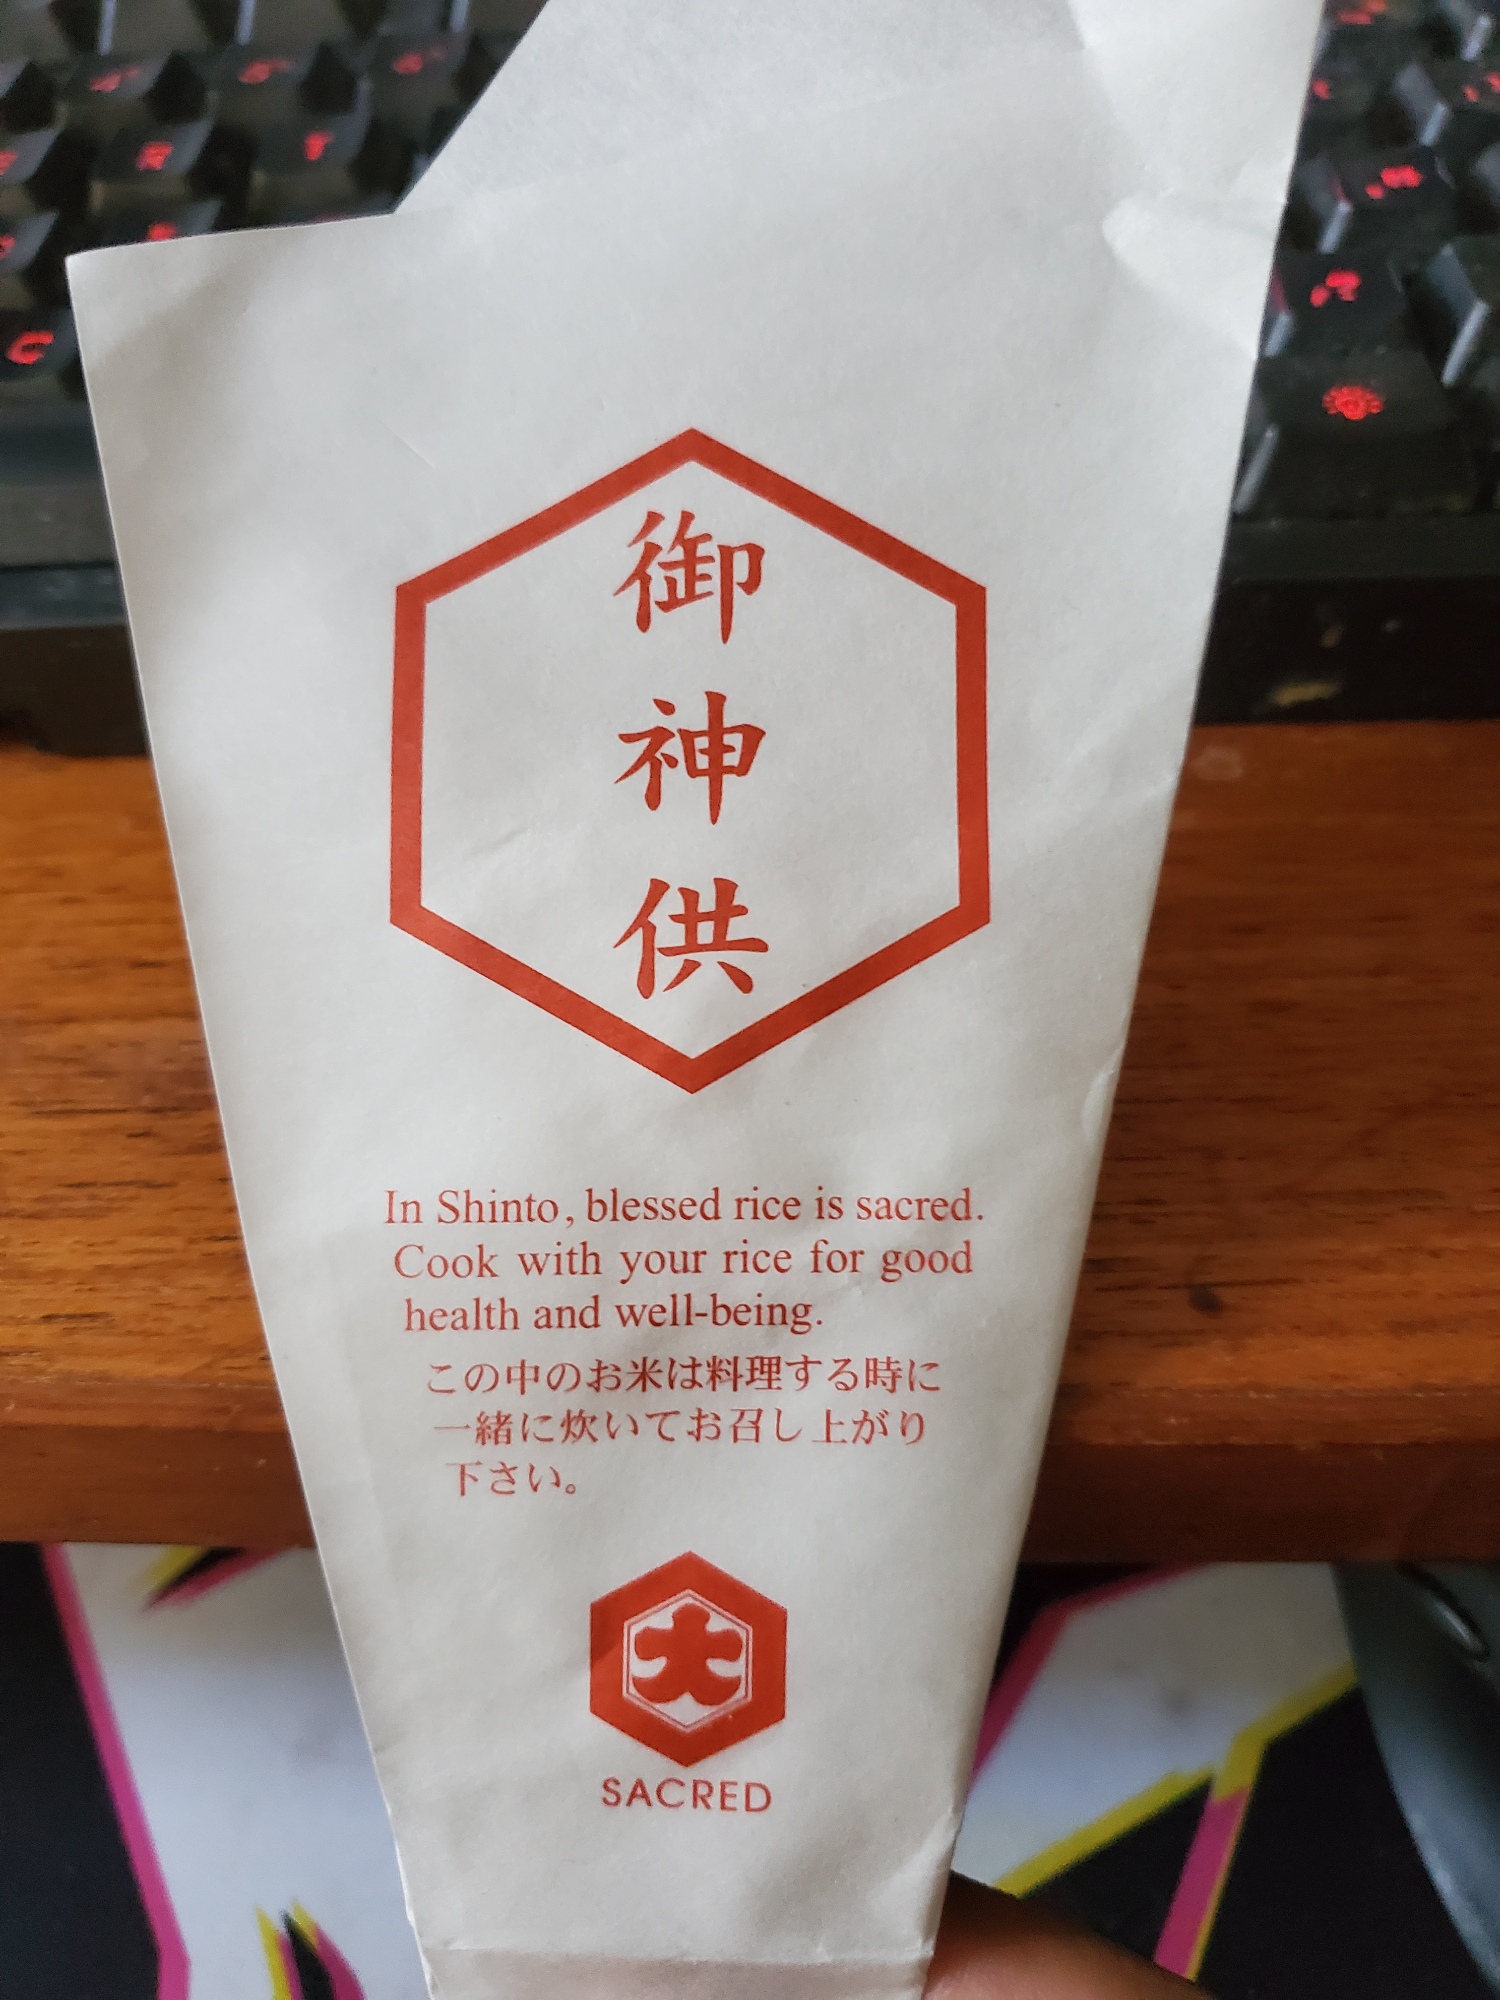 御神供
In Shinto, blessed rice is sacred.
Cook with your rice for good
health and well-being.
この中のお米は料理する時に
一緒に炊いてお召し上がり
下さい。
大
SACRED
C
R